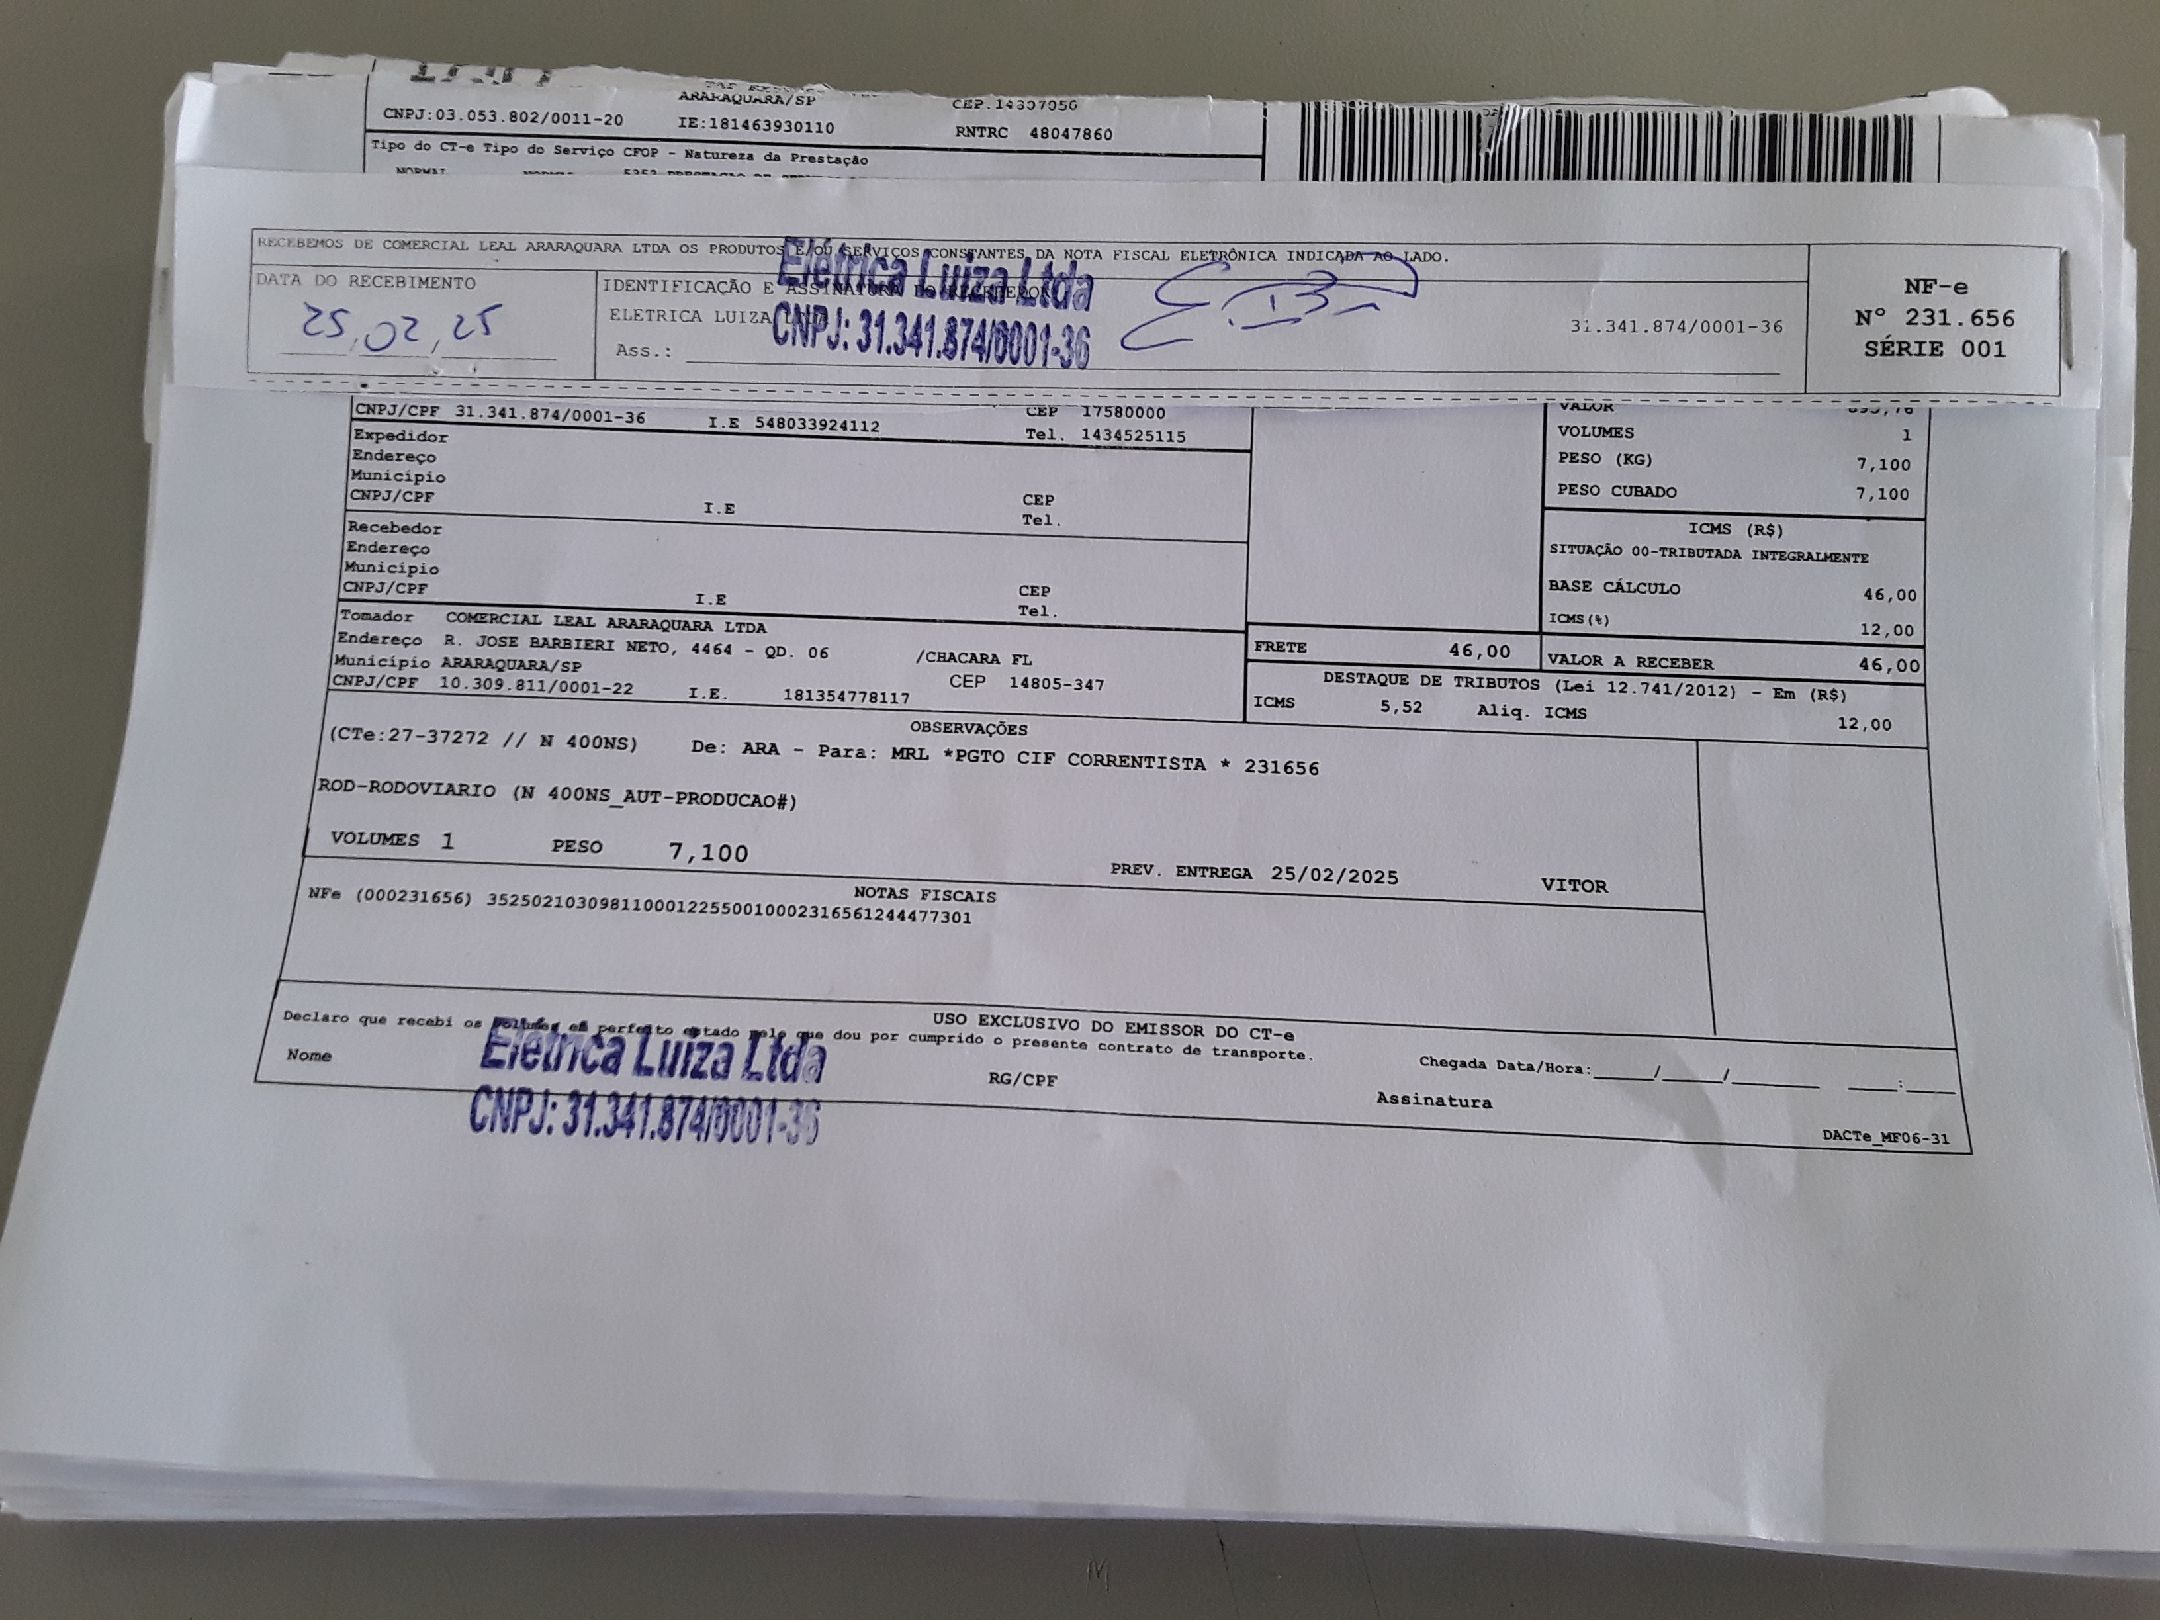 ARARAQUARA/SP CEP.14807056
CNPJ:03.053.802/0011-20 IE:181463930110 RNTRC 48047860
Tipo do CT-e Tipo do Serviço CFOP - Natureza da Prestação
NORMAL
RECEBEMOS DE COMERCIAL LEAL ARARAQUARA LTDA OS PRODUTOS E/OU SERVIÇOS CONSTANTES DA NOTA FISCAL ELETRÔNICA INDICADA AO LADO.
DATA DO RECEBIMENTO
25,02,25
IDENTIFICAÇÃO E ASSINATURA DO RECEBEDOR
ELETRICA LUIZA LTDA 31.341.874/0001-36
Ass.:
Elétrica Luiza Ltda
CNPJ: 31.341.874/0001-36
NF-e
Nº 231.656
SÉRIE 001
CNPJ/CPF 31.341.874/0001-36 I.E 548033924112 CEP 17580000
Tel. 1434525115
Expedidor
Endereço
Município
CNPJ/CPF I.E CEP
Tel.
Recebedor
Endereço
Município
CNPJ/CPF I.E CEP
Tel.
Tomador COMERCIAL LEAL ARARAQUARA LTDA
Endereço R. JOSE BARBIERI NETO, 4464 - QD. 06 /CHACARA FL
Município ARARAQUARA/SP CEP 14805-347
CNPJ/CPF 10.309.811/0001-22 I.E. 181354778117
VALOR
VOLUMES 1
PESO (KG) 7,100
PESO CUBADO 7,100
ICMS (R$)
SITUAÇÃO 00-TRIBUTADA INTEGRALMENTE
BASE CÁLCULO 46,00
ICMS(%) 12,00
FRETE 46,00 VALOR A RECEBER 46,00
DESTAQUE DE TRIBUTOS (Lei 12.741/2012) - Em (R$)
ICMS 5,52 Aliq. ICMS 12,00
OBSERVAÇÕES
(CTe:27-37272 // N 400NS) De: ARA - Para: MRL *PGTO CIF CORRENTISTA * 231656
ROD-RODOVIARIO (N 400NS_AUT-PRODUCAO#)
VOLUMES 1 PESO 7,100 PREV. ENTREGA 25/02/2025 VITOR
NOTAS FISCAIS
NFe (000231656) 35250210309811000122550010002316561244477301
USO EXCLUSIVO DO EMISSOR DO CT-e
Declaro que recebi os volumes em perfeito estado pelo que dou por cumprido o presente contrato de transporte.
Nome RG/CPF Assinatura
Chegada Data/Hora:_____/_____/_______ ____:____
Elétrica Luiza Ltda
CNPJ: 31.341.874/0001-36
DACTe_MF06-31